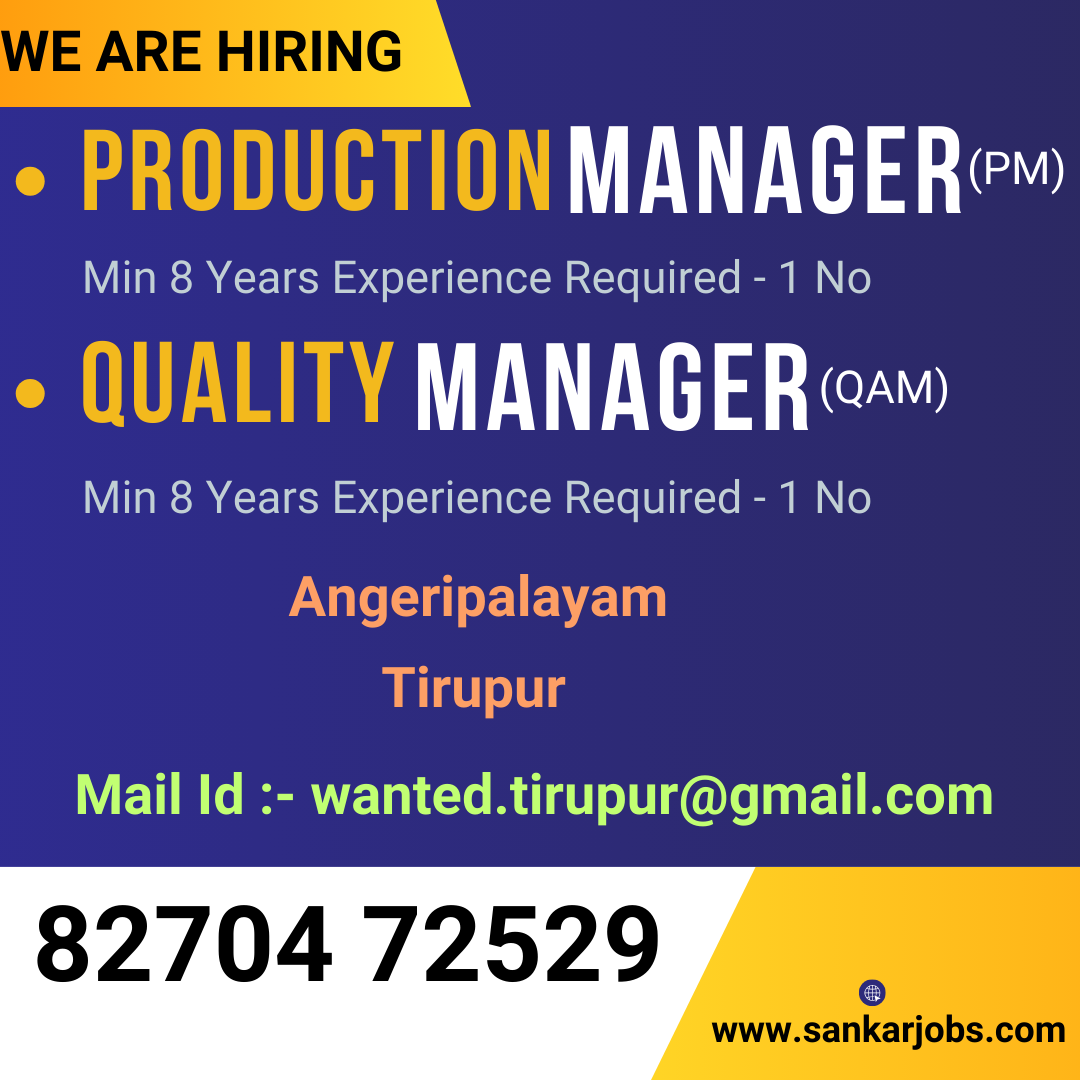 WE ARE HIRING
PRODUCTION MANAGER (PM)
Min 8 Years Experience Required - 1 No
QUALITY MANAGER (QAM)
Min 8 Years Experience Required - 1 No
Angeripalayam
Tirupur
Mail Id :- wanted.tirupur@gmail.com
82704 72529
www.sankarjobs.com